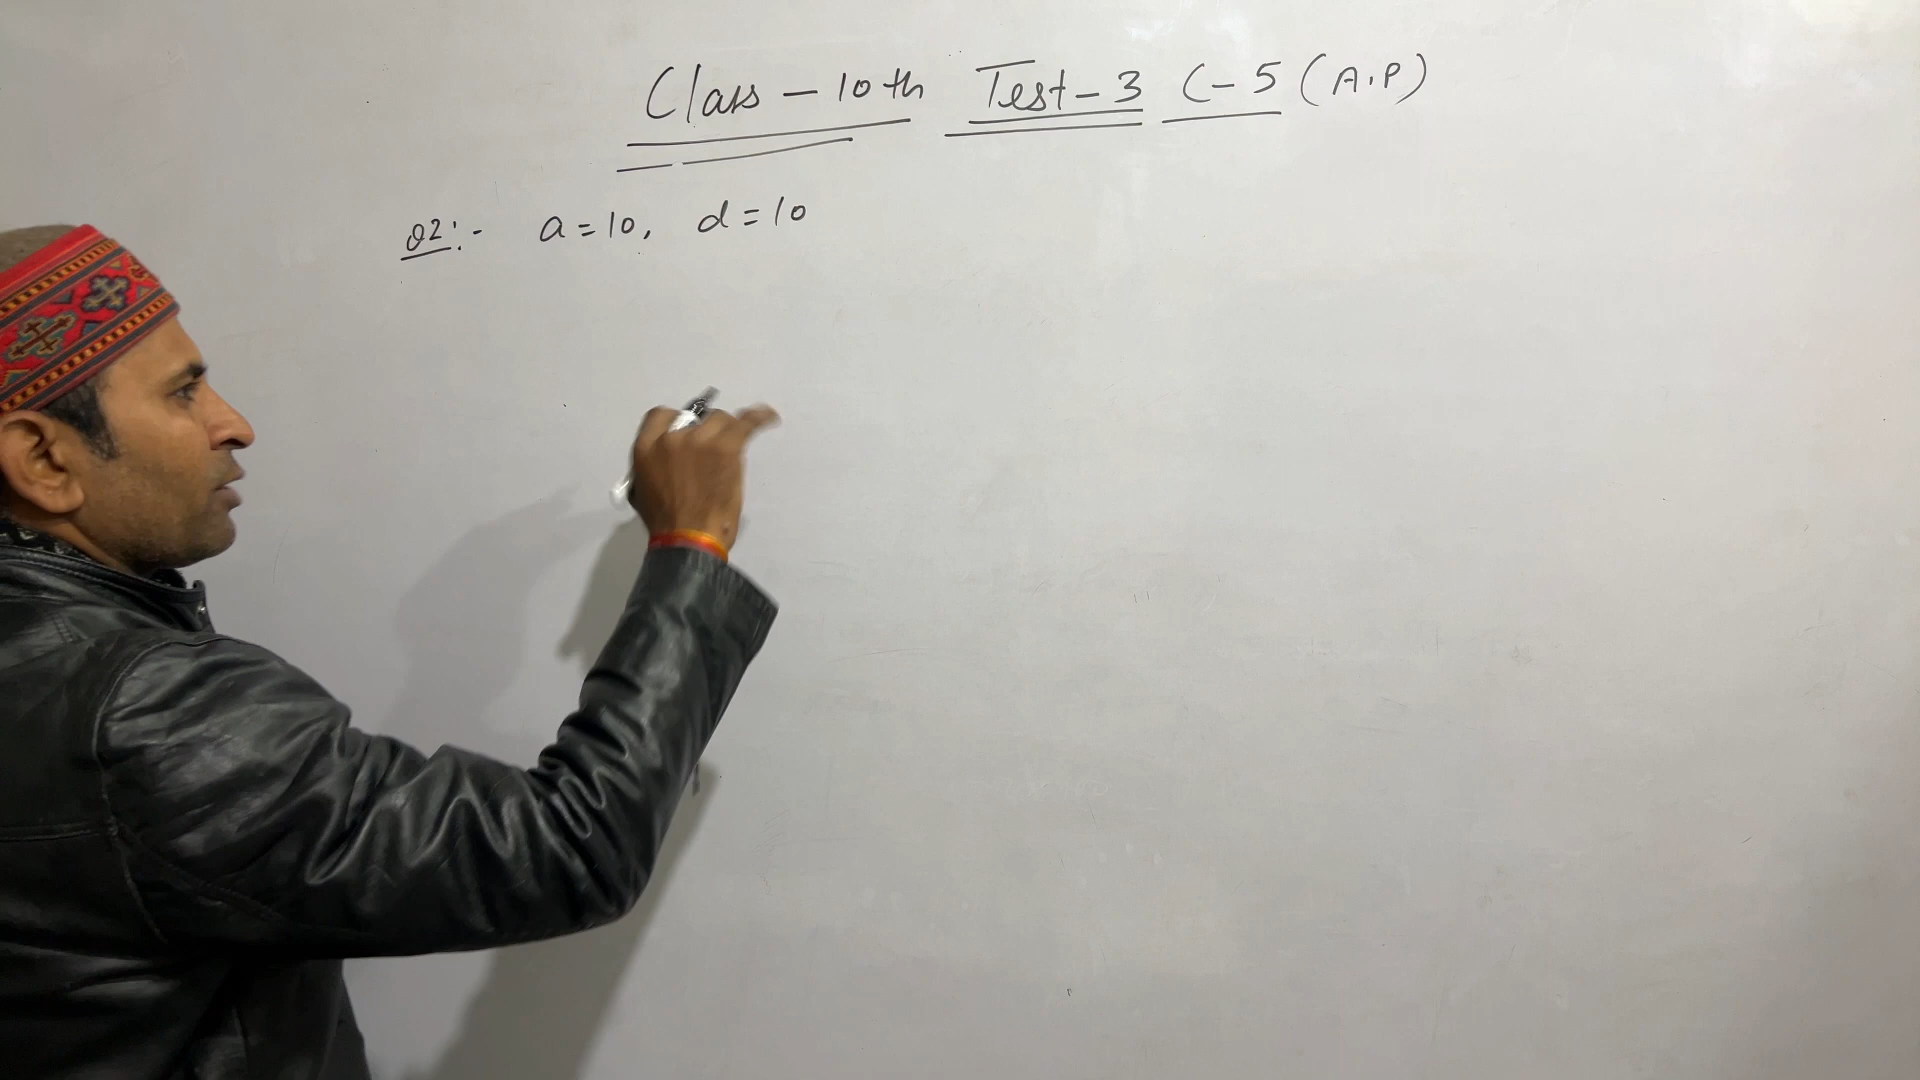 Class - 10th Test - 3 C-5 (A.P)
Q2:- a = 10, d = 10